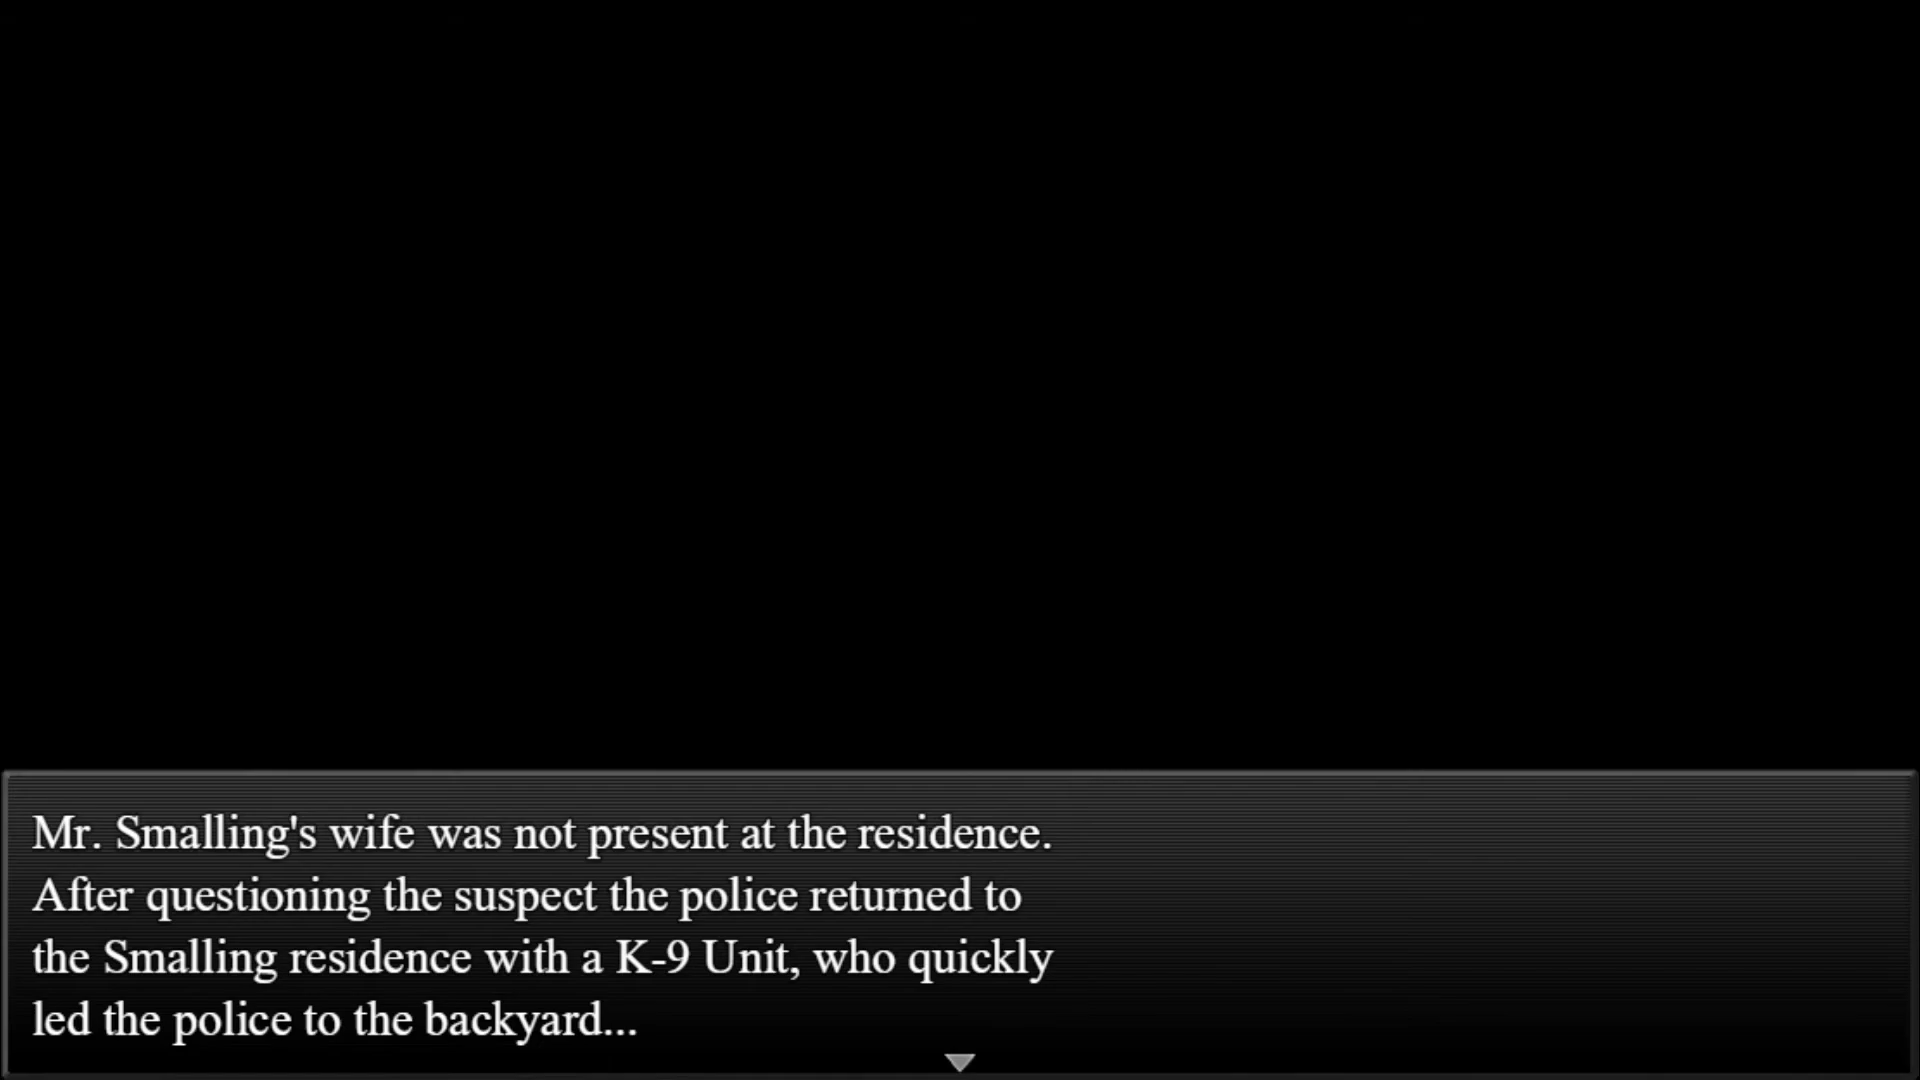 Mr. Smalling's wife was not present at the residence.
After questioning the suspect the police returned to
the Smalling residence with a K-9 Unit, who quickly
led the police to the backyard...